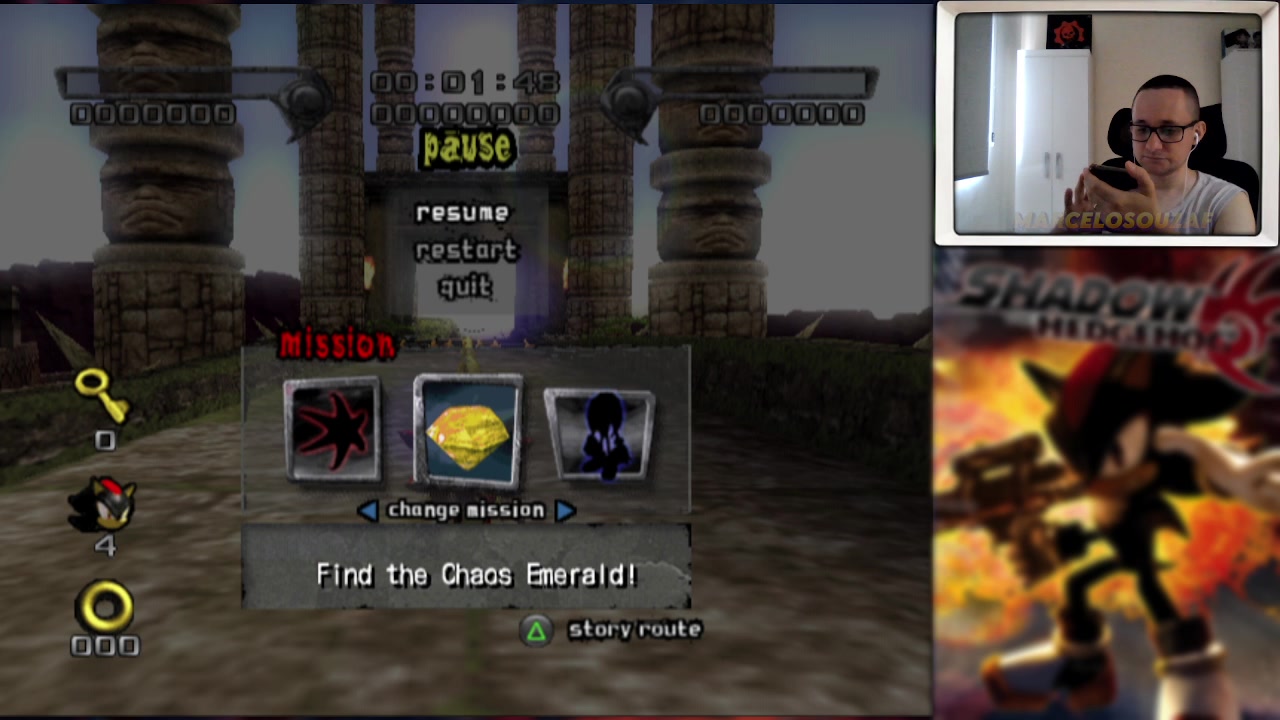 00:01:48
0000000
00000000
0000000
pause
resume
restart
quit
mission
0
4
000
change mission
Find the Chaos Emerald!
story route
MARCELOSOUZAF
SHADOW
HEDGEHOG